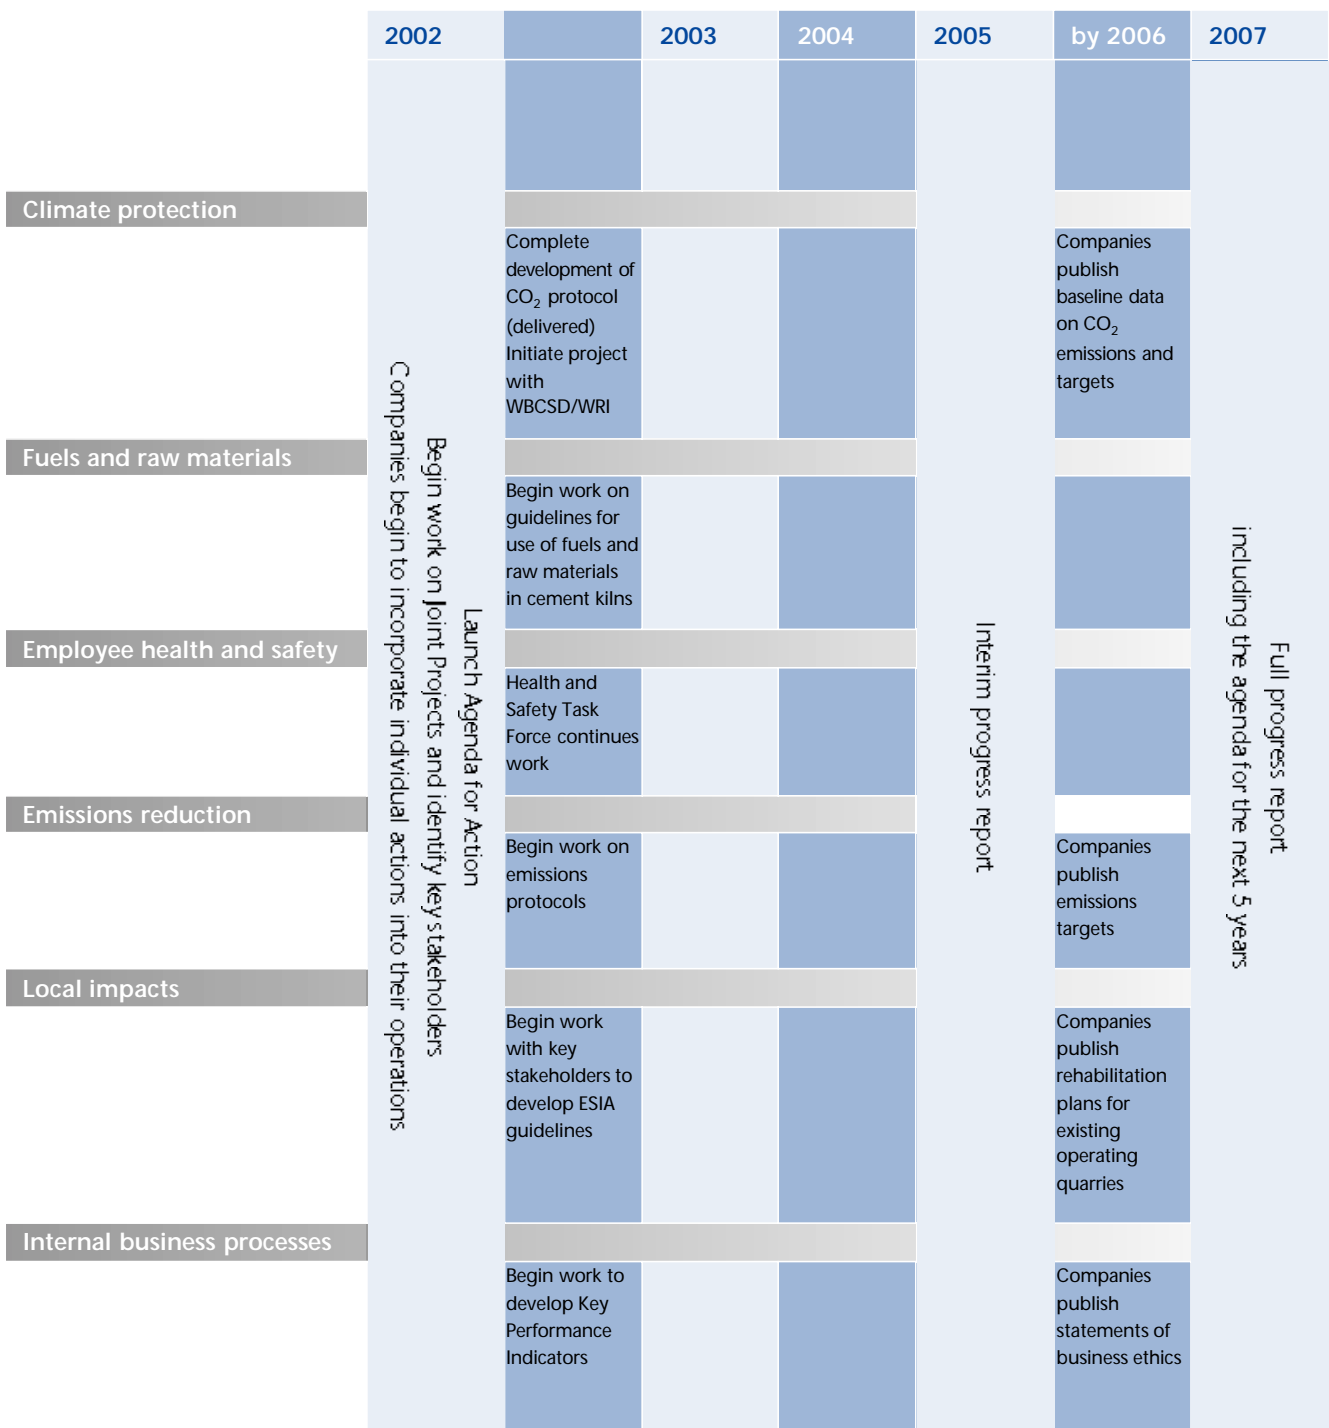 2002
2003
2004
2005
by 2006
2007
Launch Agenda for Action
Begin work on Joint Projects and identify key stakeholders
Companies begin to incorporate individual actions into their operations
Climate protection
Complete
development of
CO₂ protocol
(delivered)
Initiate project
with
WBCSD/WRI
Companies
publish
baseline data
on CO₂
emissions and
targets
Fuels and raw materials
Begin work on
guidelines for
use of fuels and
raw materials
in cement kilns
Employee health and safety
Health and
Safety Task
Force continues
work
Emissions reduction
Begin work on
emissions
protocols
Companies
publish
emissions
targets
Local impacts
Begin work
with key
stakeholders to
develop ESIA
guidelines
Companies
publish
rehabilitation
plans for
existing
operating
quarries
Internal business processes
Begin work to
develop Key
Performance
Indicators
Companies
publish
statements of
business ethics
Interim progress report
Full progress report
including the agenda for the next 5 years